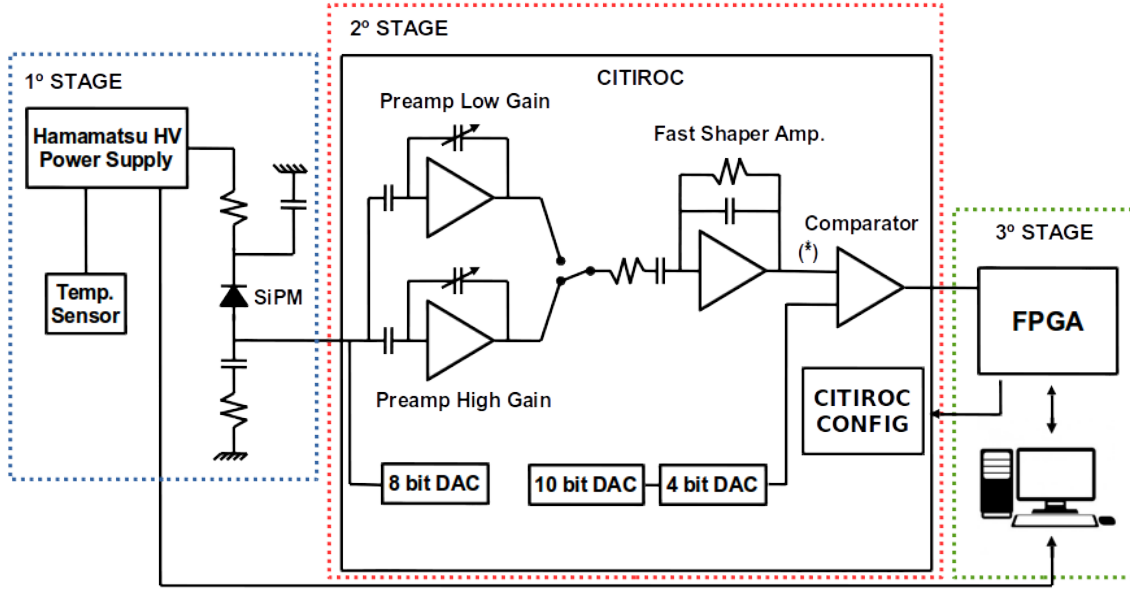 2º STAGE
1º STAGE
CITIROC
Hamamatsu HV
Power Supply
Preamp Low Gain
Fast Shaper Amp.
Comparator
(*)
3º STAGE
Temp.
Sensor
SiPM
FPGA
Preamp High Gain
CITIROC
CONFIG
8 bit DAC
10 bit DAC
4 bit DAC